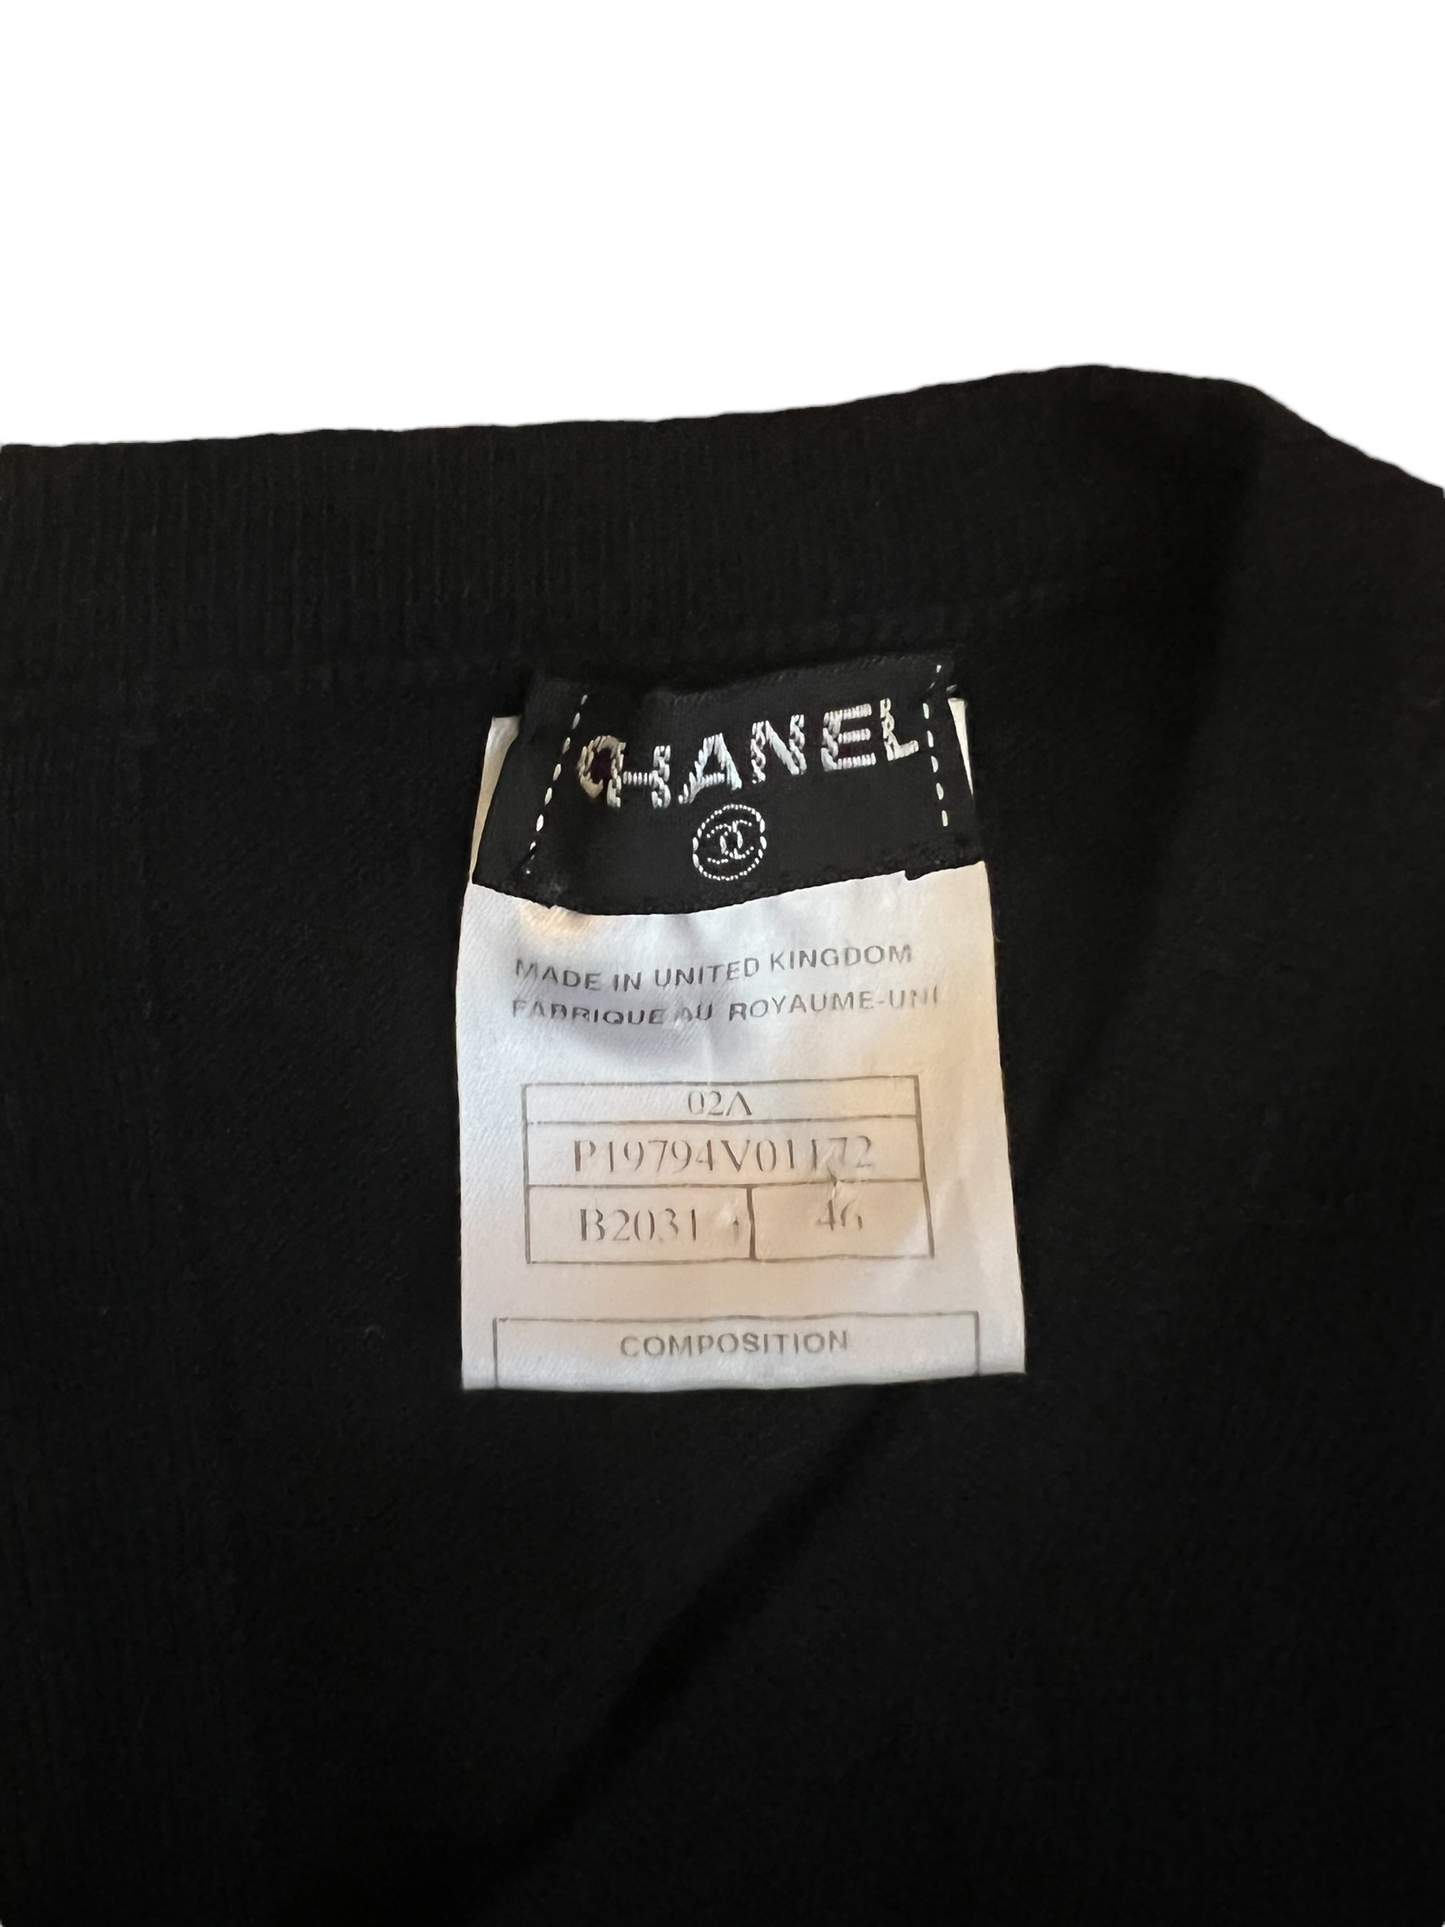 CHANEL
MADE IN UNITED KINGDOM
FABRIQUE AU ROYAUME-UNI
02A
P19794V01172
B2031 46
COMPOSITION